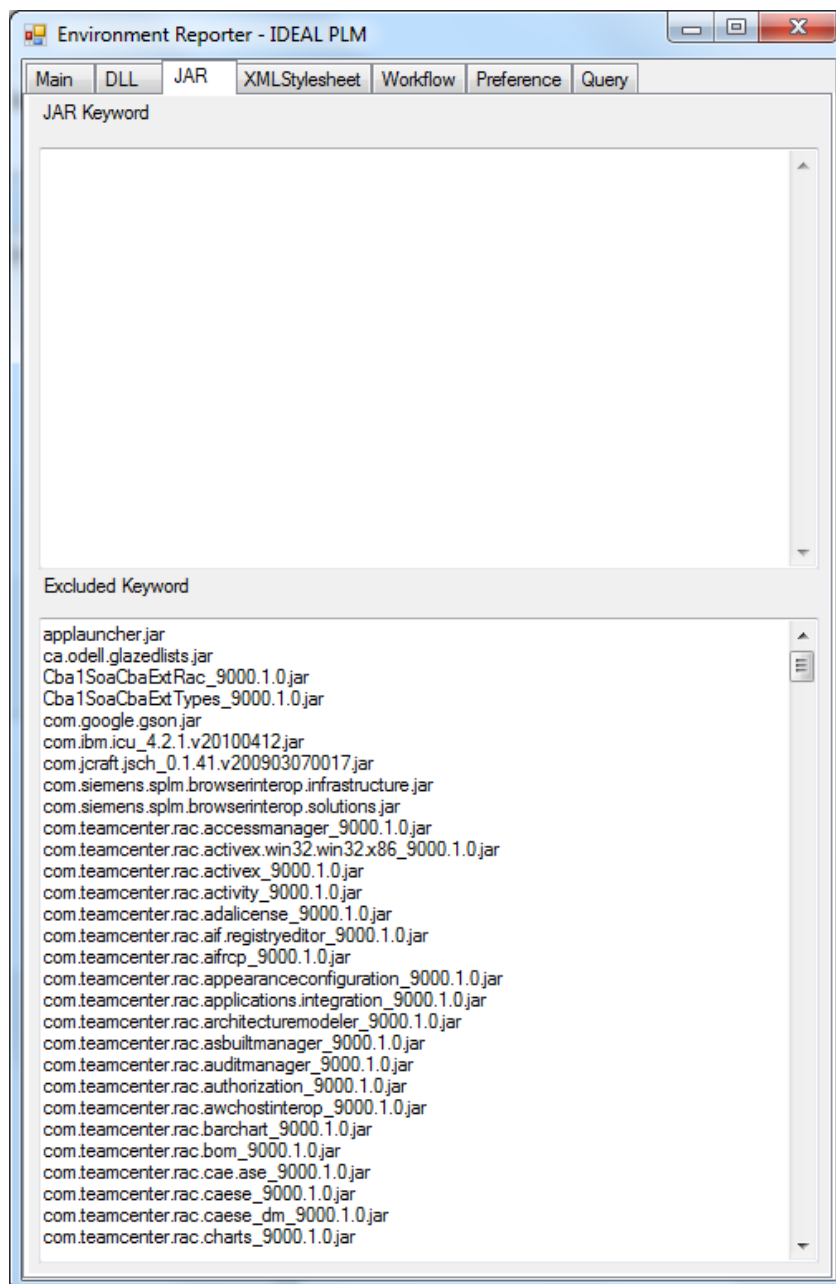 Environment Reporter - IDEAL PLM
Main DLL JAR XMLStylesheet Workflow Preference Query
JAR Keyword
Excluded Keyword
applauncher.jar
ca.odell.glazedlists.jar
Cba1SoaCbaExtRac_9000.1.0.jar
Cba1SoaCbaExtTypes_9000.1.0.jar
com.google.gson.jar
com.ibm.icu_4.2.1.v20100412.jar
com.jcraft.jsch_0.1.41.v200903070017.jar
com.siemens.splm.browserinterop.infrastructure.jar
com.siemens.splm.browserinterop.solutions.jar
com.teamcenter.rac.accessmanager_9000.1.0.jar
com.teamcenter.rac.activex.win32.win32.x86_9000.1.0.jar
com.teamcenter.rac.activex_9000.1.0.jar
com.teamcenter.rac.activity_9000.1.0.jar
com.teamcenter.rac.adalicense_9000.1.0.jar
com.teamcenter.rac.aif.registryeditor_9000.1.0.jar
com.teamcenter.rac.aifrcp_9000.1.0.jar
com.teamcenter.rac.appearanceconfiguration_9000.1.0.jar
com.teamcenter.rac.applications.integration_9000.1.0.jar
com.teamcenter.rac.architecturemodeler_9000.1.0.jar
com.teamcenter.rac.asbuiltmanager_9000.1.0.jar
com.teamcenter.rac.auditmanager_9000.1.0.jar
com.teamcenter.rac.authorization_9000.1.0.jar
com.teamcenter.rac.awchostinterop_9000.1.0.jar
com.teamcenter.rac.barchart_9000.1.0.jar
com.teamcenter.rac.bom_9000.1.0.jar
com.teamcenter.rac.cae.ase_9000.1.0.jar
com.teamcenter.rac.caese_9000.1.0.jar
com.teamcenter.rac.caese_dm_9000.1.0.jar
com.teamcenter.rac.charts_9000.1.0.jar